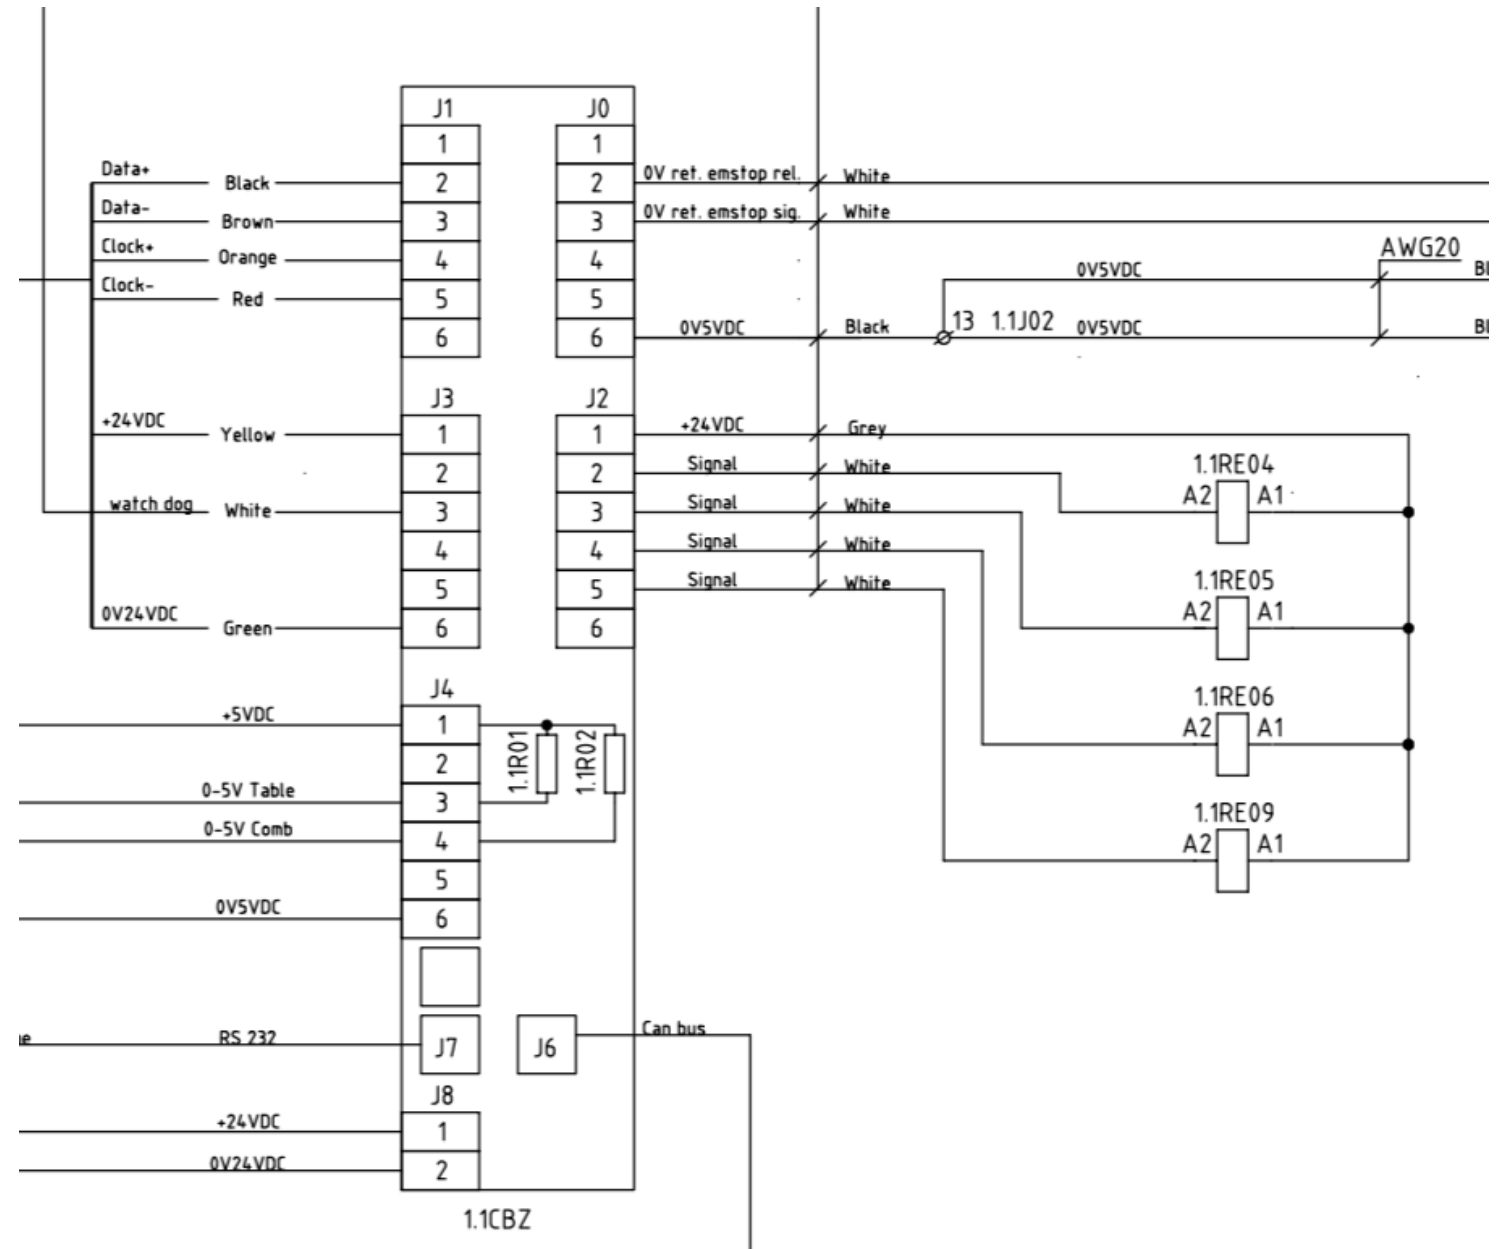 J1 J0
1 1
Data+ Black 2 2 0V ret. emstop rel. White
Data- Brown 3 3 0V ret. emstop sig. White
Clock+ Orange 4 4 AWG20
0V5VDC
Clock- Red 5 5
6 6 0V5VDC Black 13 1.1J02 0V5VDC
J3 J2
+24VDC Yellow 1 1 +24VDC Grey
2 2 Signal White 1.1RE04
A2 A1
watch dog White 3 3 Signal White
4 4 Signal White
5 5 Signal White 1.1RE05
A2 A1
0V24VDC Green 6 6
J4 1.1RE06
+5VDC 1 A2 A1
2 1.1R01 1.1R02
0-5V Table 3 1.1RE09
0-5V Comb 4 A2 A1
5
0V5VDC 6
RS 232 J7 J6 Can bus
J8
+24VDC 1
0V24VDC 2
1.1CBZ